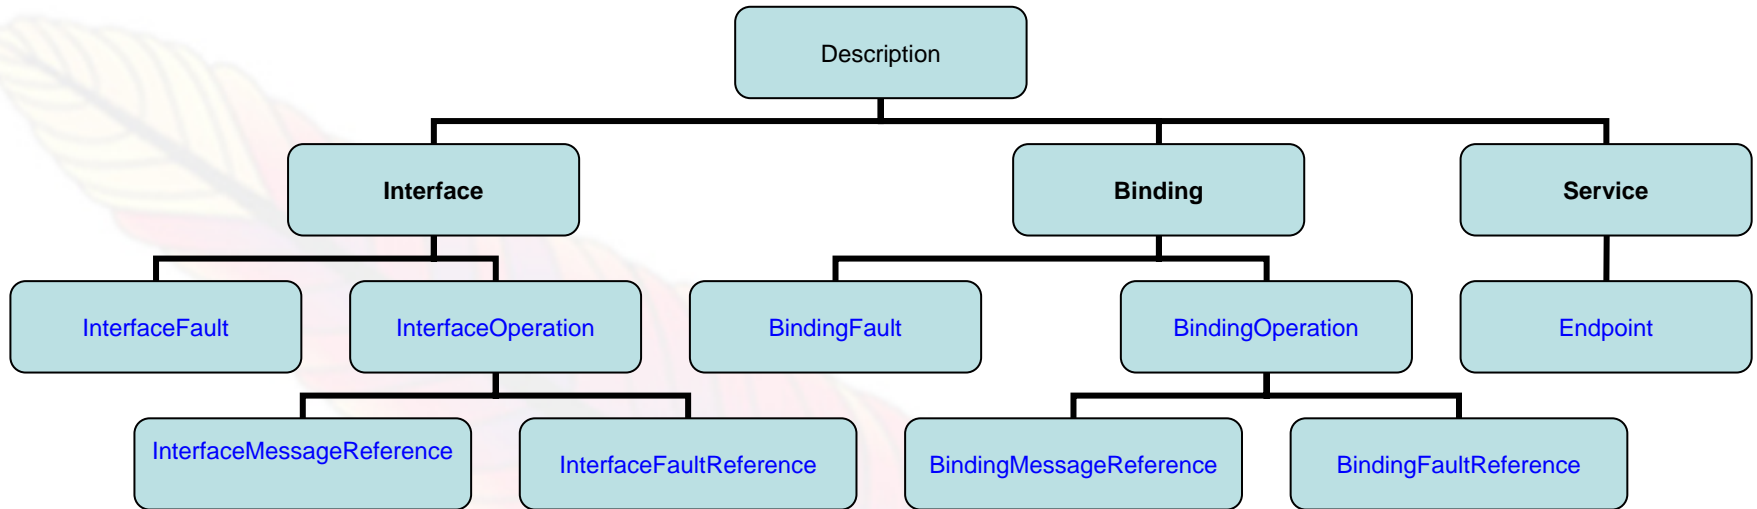 Description
Interface
Binding
Service
InterfaceFault
InterfaceOperation
BindingFault
BindingOperation
Endpoint
InterfaceMessageReference
InterfaceFaultReference
BindingMessageReference
BindingFaultReference